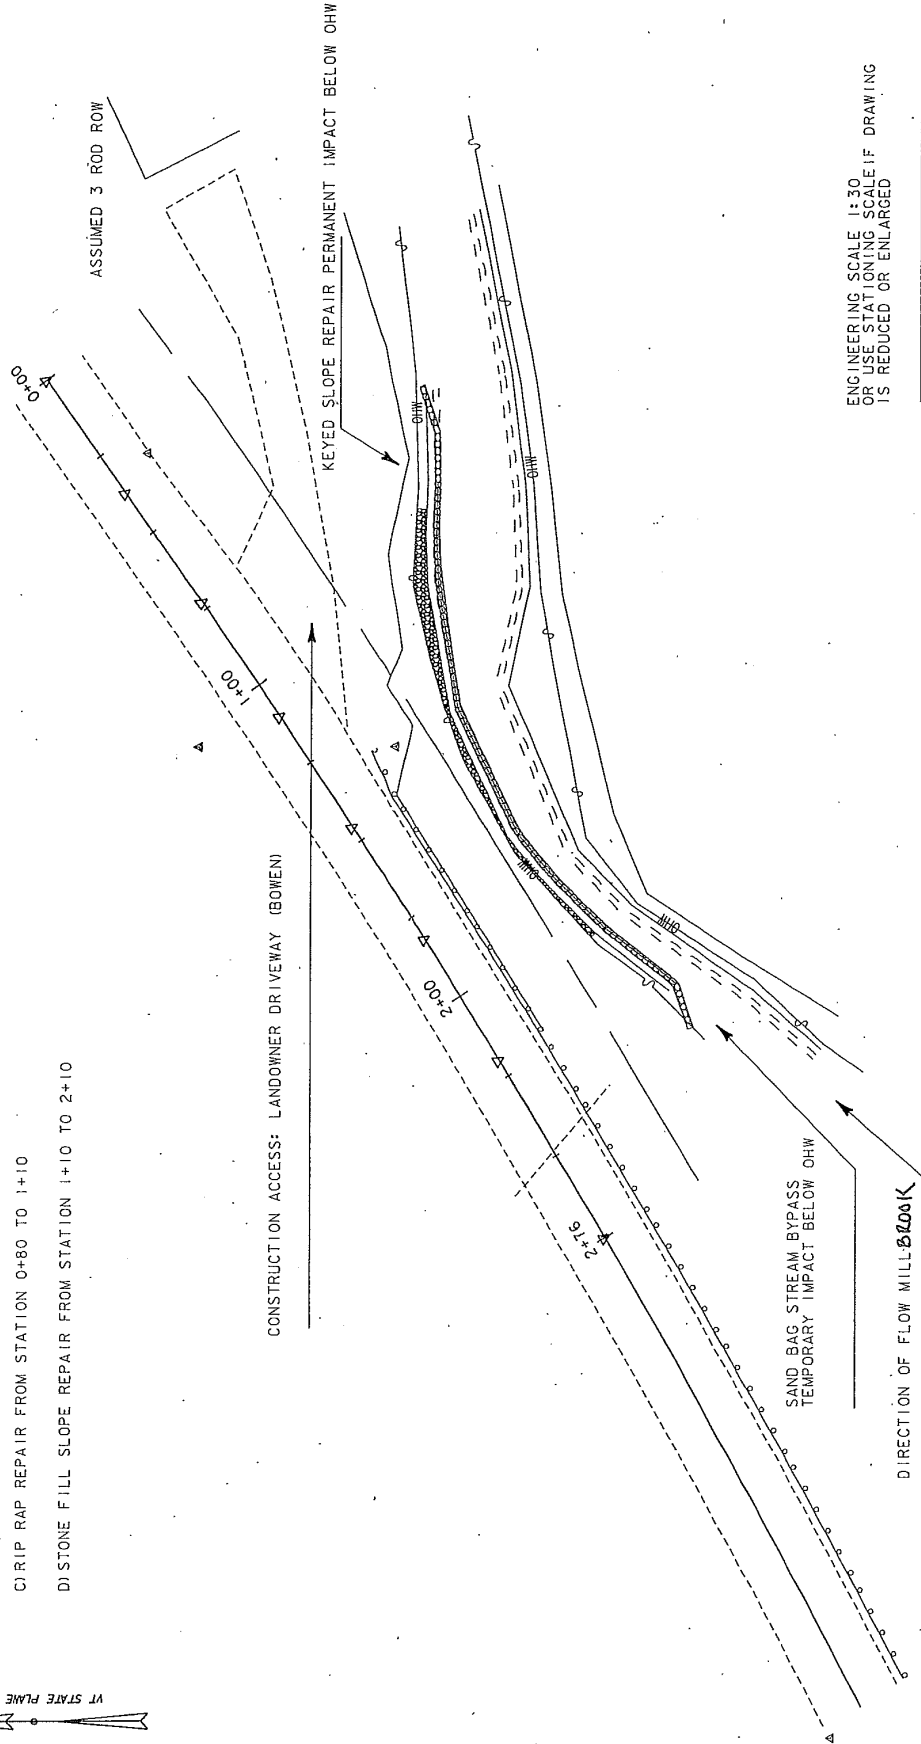 VT STATE PLANE
C) RIP RAP REPAIR FROM STATION 0+80 TO 1+10
D) STONE FILL SLOPE REPAIR FROM STATION 1+10 TO 2+10
ASSUMED 3 ROD ROW
0+00
1+00
2+00
2+76
CONSTRUCTION ACCESS: LANDOWNER DRIVEWAY (BOWEN)
KEYED SLOPE REPAIR PERMANENT IMPACT BELOW OHW
OHW
OHW
OHW
OHW
SAND BAG STREAM BYPASS
TEMPORARY IMPACT BELOW OHW
DIRECTION OF FLOW MILL BROOK
ENGINEERING SCALE 1:30
OR USE STATIONING SCALE IF DRAWING
IS REDUCED OR ENLARGED